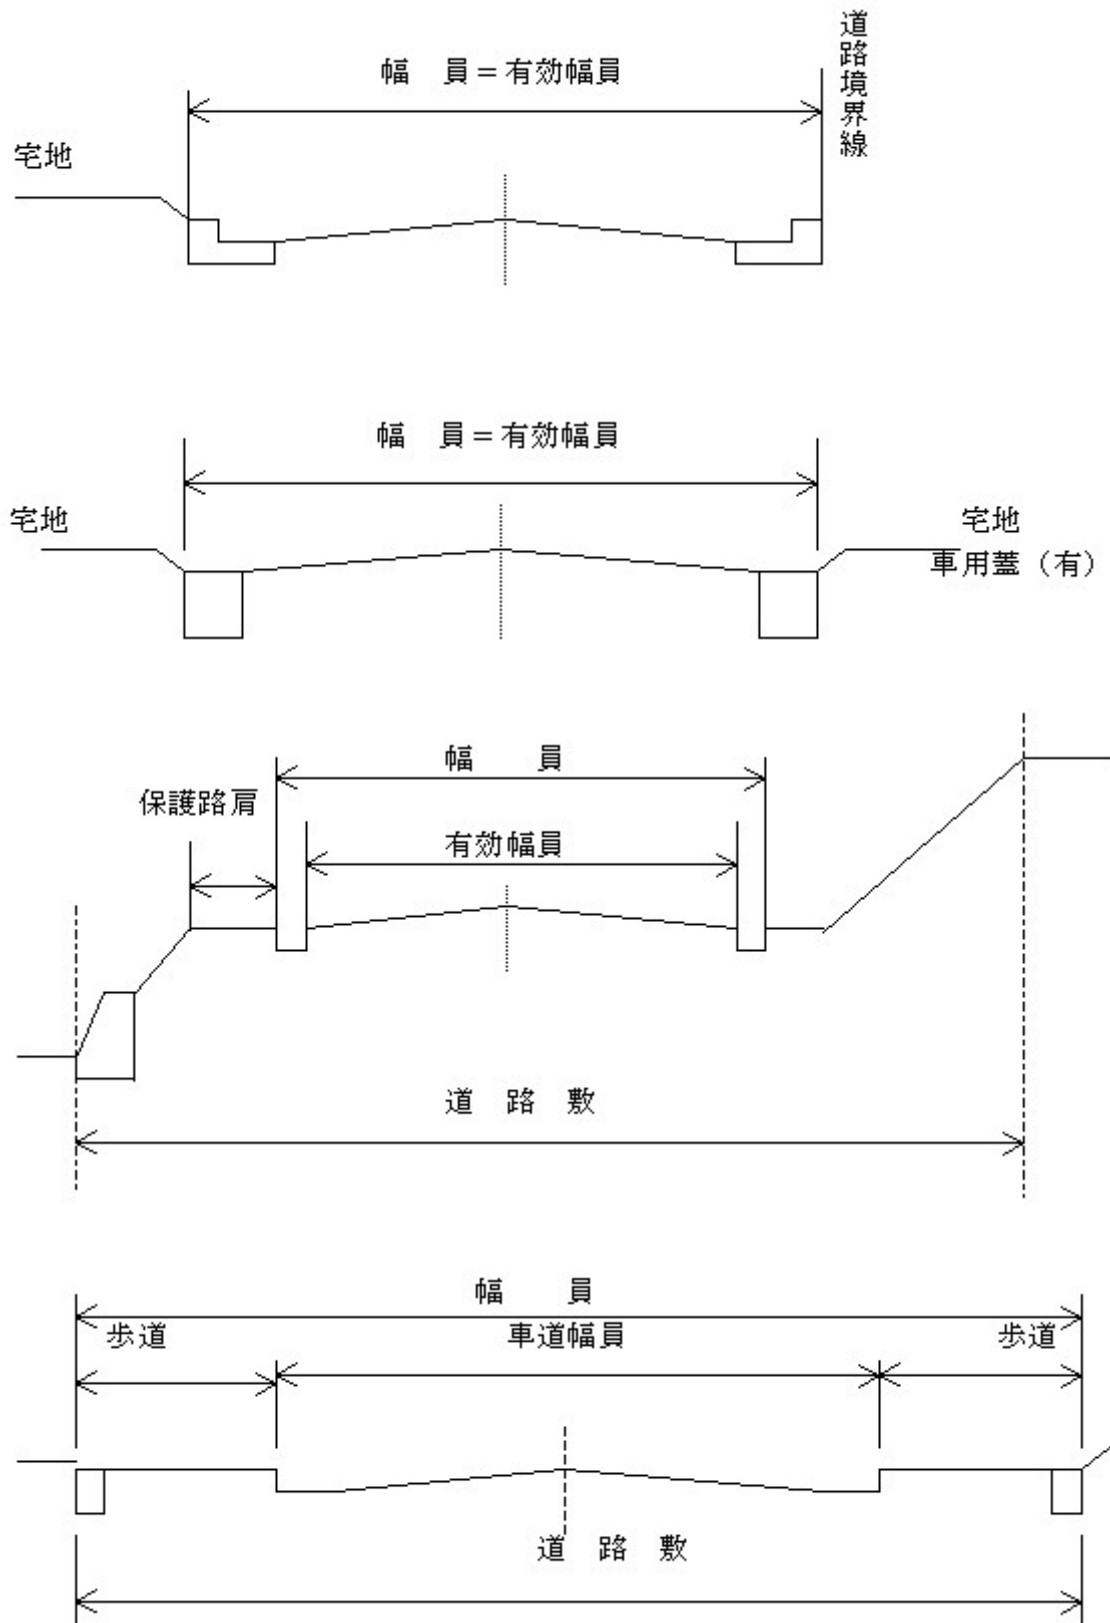 道路境界線
幅　員＝有効幅員
宅地
幅　員＝有効幅員
宅地
宅地
車用蓋（有）
幅　　員
保護路肩
有効幅員
道　路　敷
幅　　員
歩道
車道幅員
歩道
道　路　敷